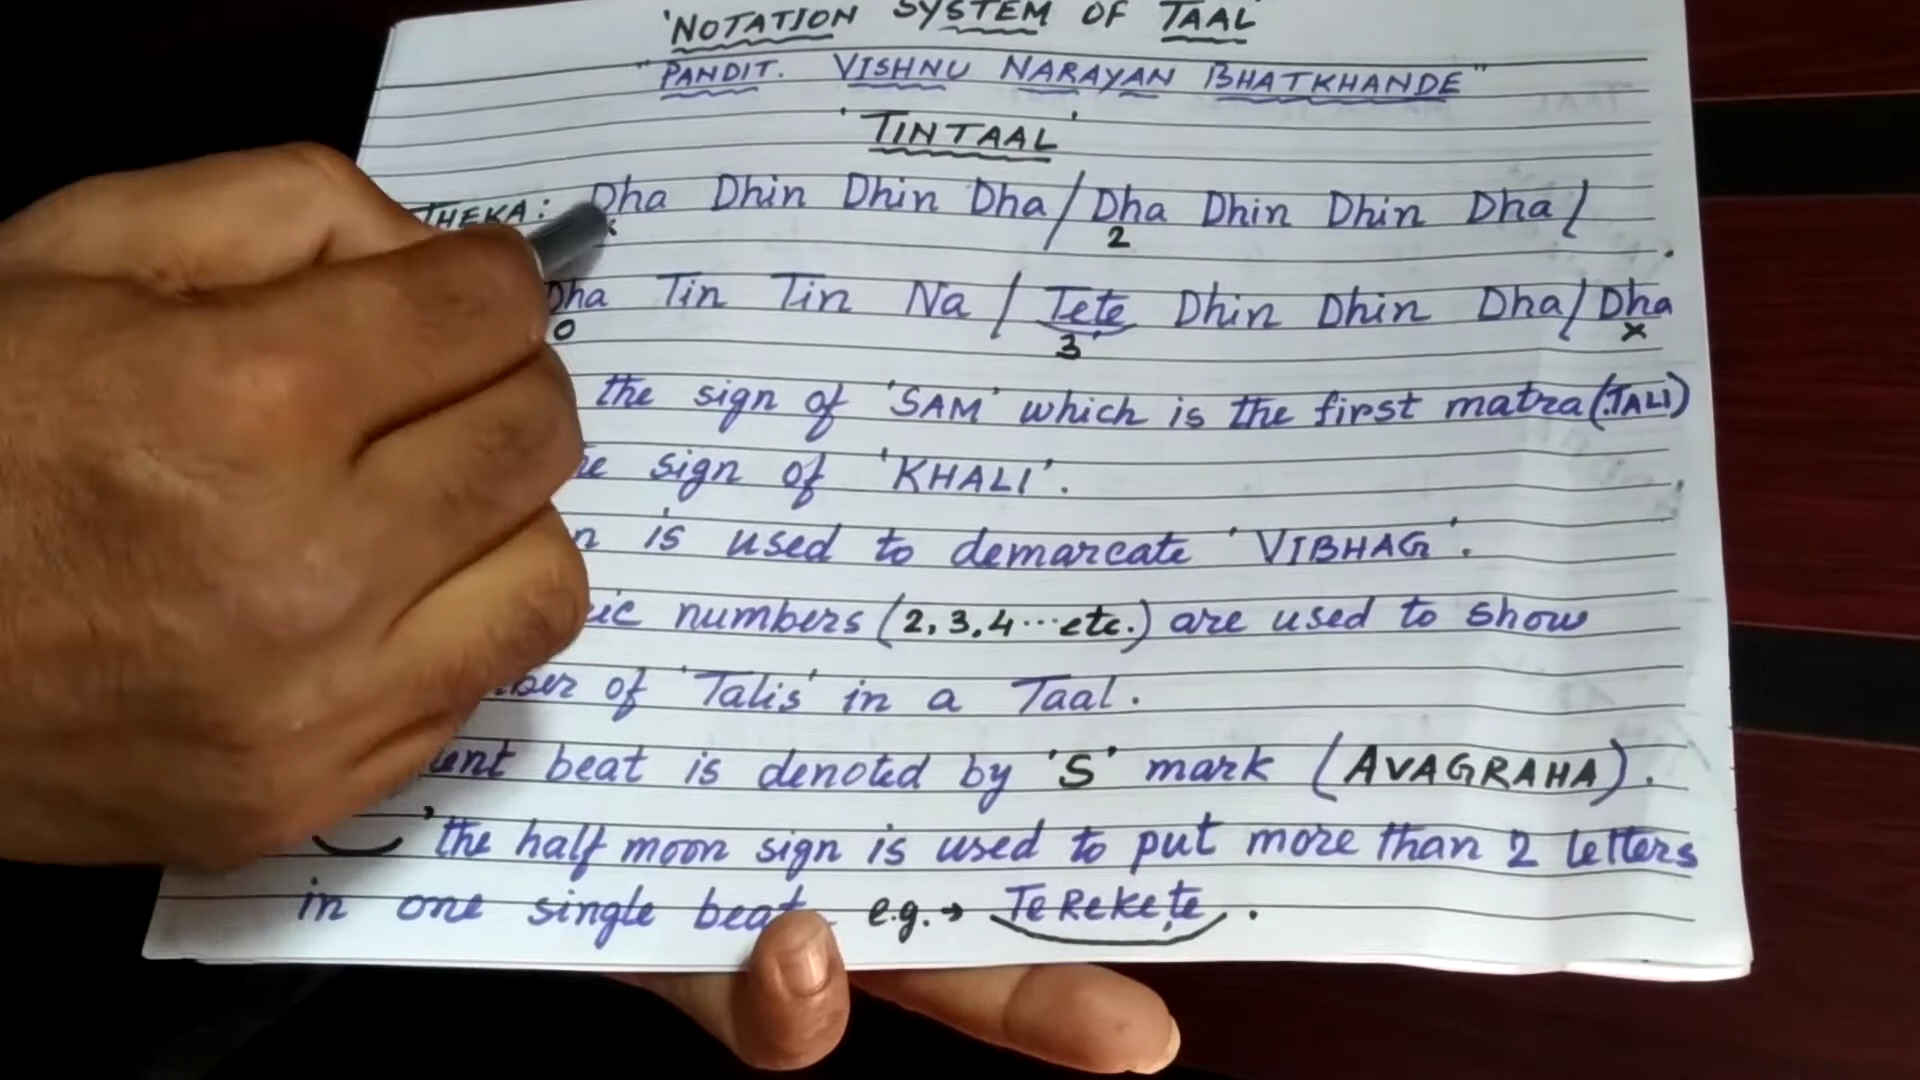 'NOTATION SYSTEM OF TAAL'
"PANDIT. VISHNU NARAYAN BHATKHANDE"
'TINTAAL'
THEKA: Dha Dhin Dhin Dha / Dha Dhin Dhin Dha /
x 2
Dha Tin Tin Na / Tete Dhin Dhin Dha / Dha
0 3 x
the sign of 'SAM' which is the first matra (TALI)
sign of 'KHALI'.
is used to demarcate 'VIBHAG'.
numbers (2, 3, 4 ... etc.) are used to show
of 'Talis' in a Taal.
beat is denoted by 'S' mark (AVAGRAHA).
' the half moon sign is used to put more than 2 letters
in one single beat e.g. → TeReKete .